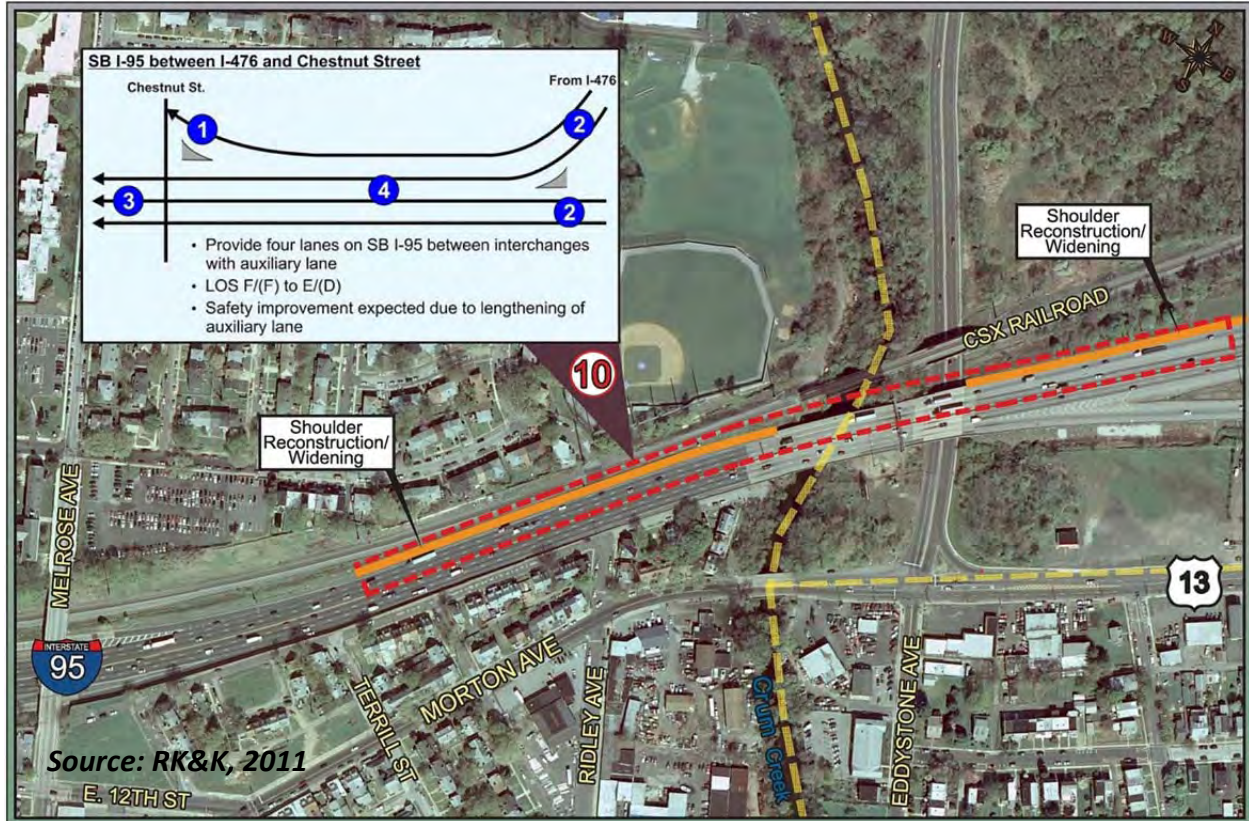 SB I-95 between I-476 and Chestnut Street
Chestnut St.
From I-476
1
2
3
4
2
• Provide four lanes on SB I-95 between interchanges
with auxiliary lane
• LOS F/(F) to E/(D)
• Safety improvement expected due to lengthening of
auxiliary lane
N
W
E
S
Shoulder
Reconstruction/
Widening
CSX RAILROAD
10
Shoulder
Reconstruction/
Widening
MELROSE AVE
INTERSTATE
95
TERRILL ST
MORTON AVE
RIDLEY AVE
Crum Creek
EDDYSTONE AVE
13
Source: RK&K, 2011
E. 12TH ST